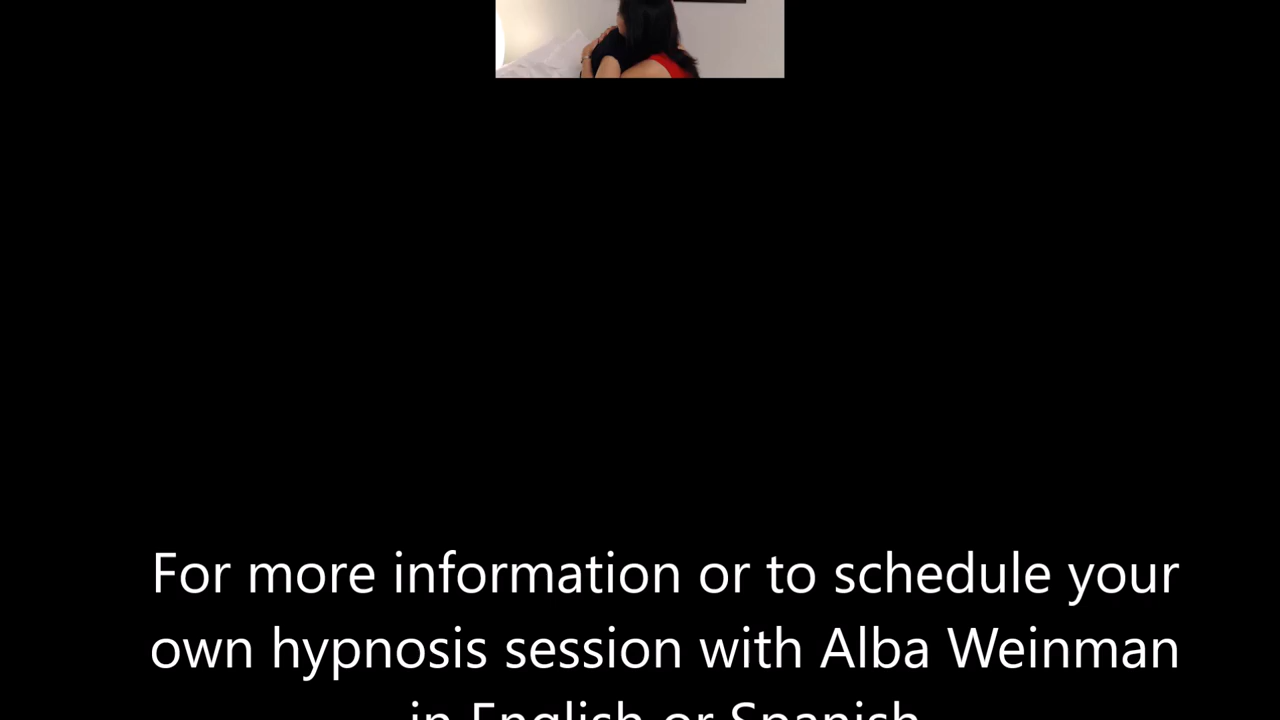 For more information or to schedule your
own hypnosis session with Alba Weinman
in English or Spanish